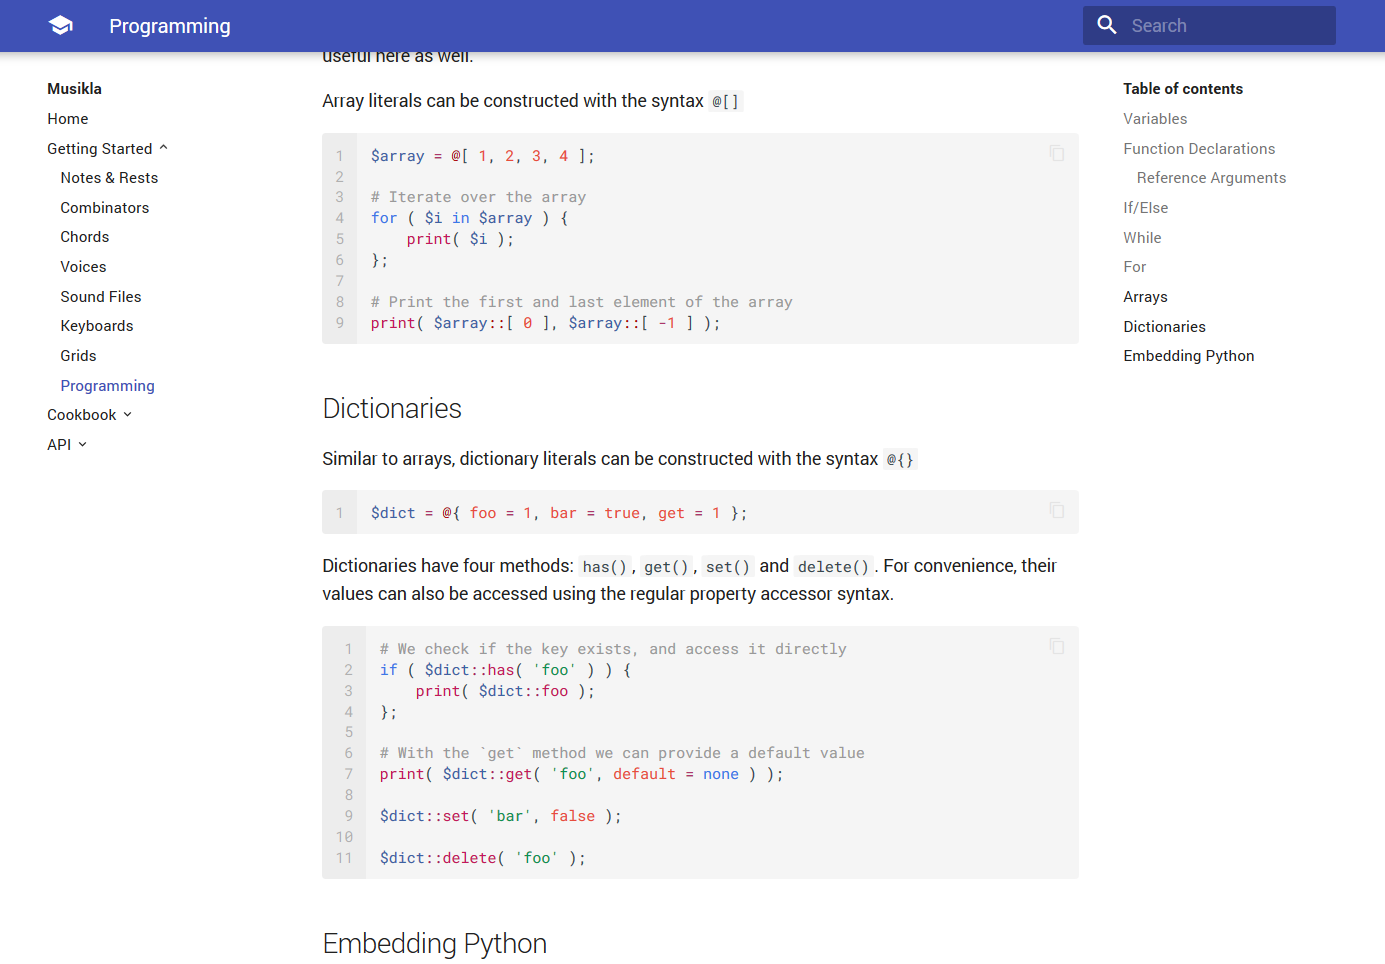 Programming
Search
useful here as well.
Musikla
Home
Getting Started
Notes & Rests
Combinators
Chords
Voices
Sound Files
Keyboards
Grids
Programming
Cookbook
API
Array literals can be constructed with the syntax @[]
1 $array = @[ 1, 2, 3, 4 ];
2
3 # Iterate over the array
4 for ( $i in $array ) {
5     print( $i );
6 };
7
8 # Print the first and last element of the array
9 print( $array::[ 0 ], $array::[ -1 ] );
Dictionaries
Similar to arrays, dictionary literals can be constructed with the syntax @{}
1 $dict = @{ foo = 1, bar = true, get = 1 };
Dictionaries have four methods: has(), get(), set() and delete(). For convenience, their
values can also be accessed using the regular property accessor syntax.
1 # We check if the key exists, and access it directly
2 if ( $dict::has( 'foo' ) ) {
3     print( $dict::foo );
4 };
5
6 # With the `get` method we can provide a default value
7 print( $dict::get( 'foo', default = none ) );
8
9 $dict::set( 'bar', false );
10
11 $dict::delete( 'foo' );
Embedding Python
Table of contents
Variables
Function Declarations
Reference Arguments
If/Else
While
For
Arrays
Dictionaries
Embedding Python